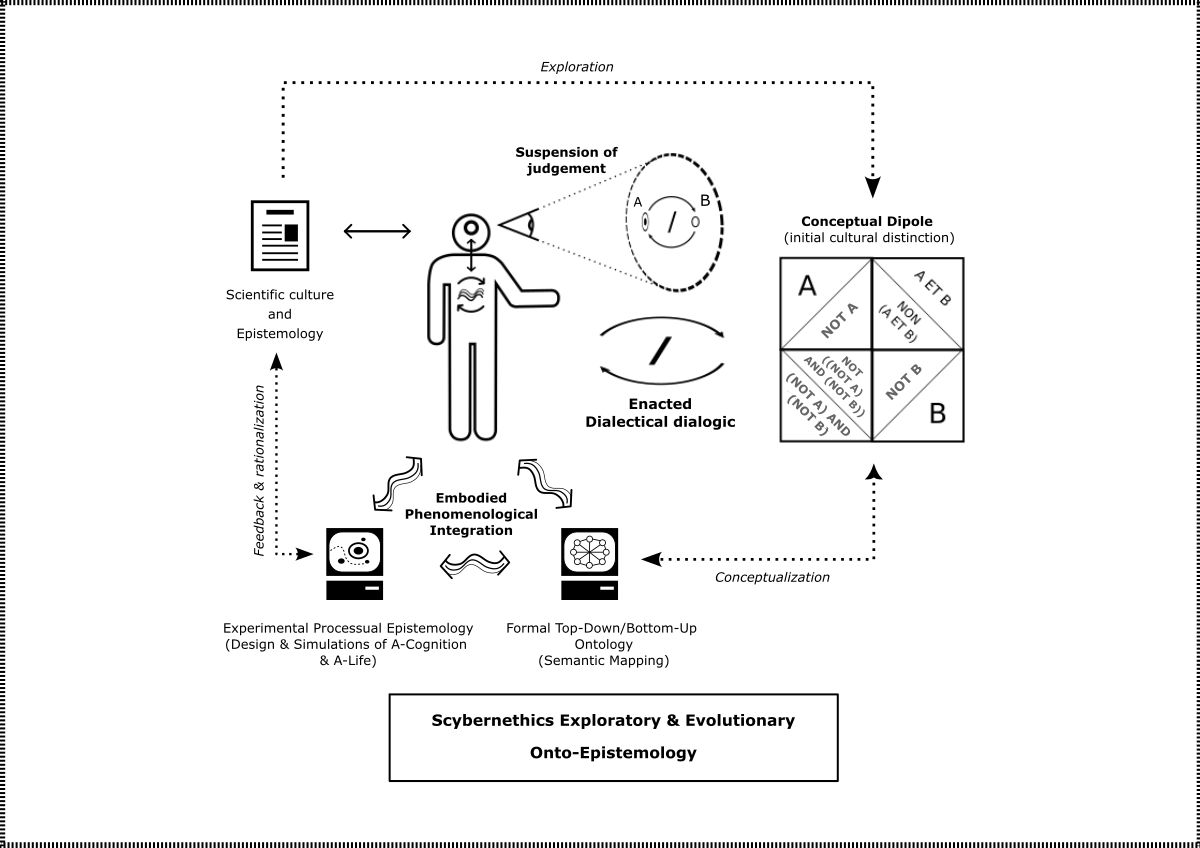 Exploration
Suspension of
judgement
A
B
Conceptual Dipole
(initial cultural distinction)
A
NOT A
A ET B
NON
(A ET B)
NOT
((NOT A)
AND (NOT B))
(NOT A) AND
(NOT B)
NOT B
B
Scientific culture
and
Epistemology
Enacted
Dialectical dialogic
Feedback & rationalization
Embodied
Phenomenological
Integration
Conceptualization
Experimental Processual Epistemology
(Design & Simulations of A-Cognition
& A-Life)
Formal Top-Down/Bottom-Up
Ontology
(Semantic Mapping)
Scybernethics Exploratory & Evolutionary
Onto-Epistemology